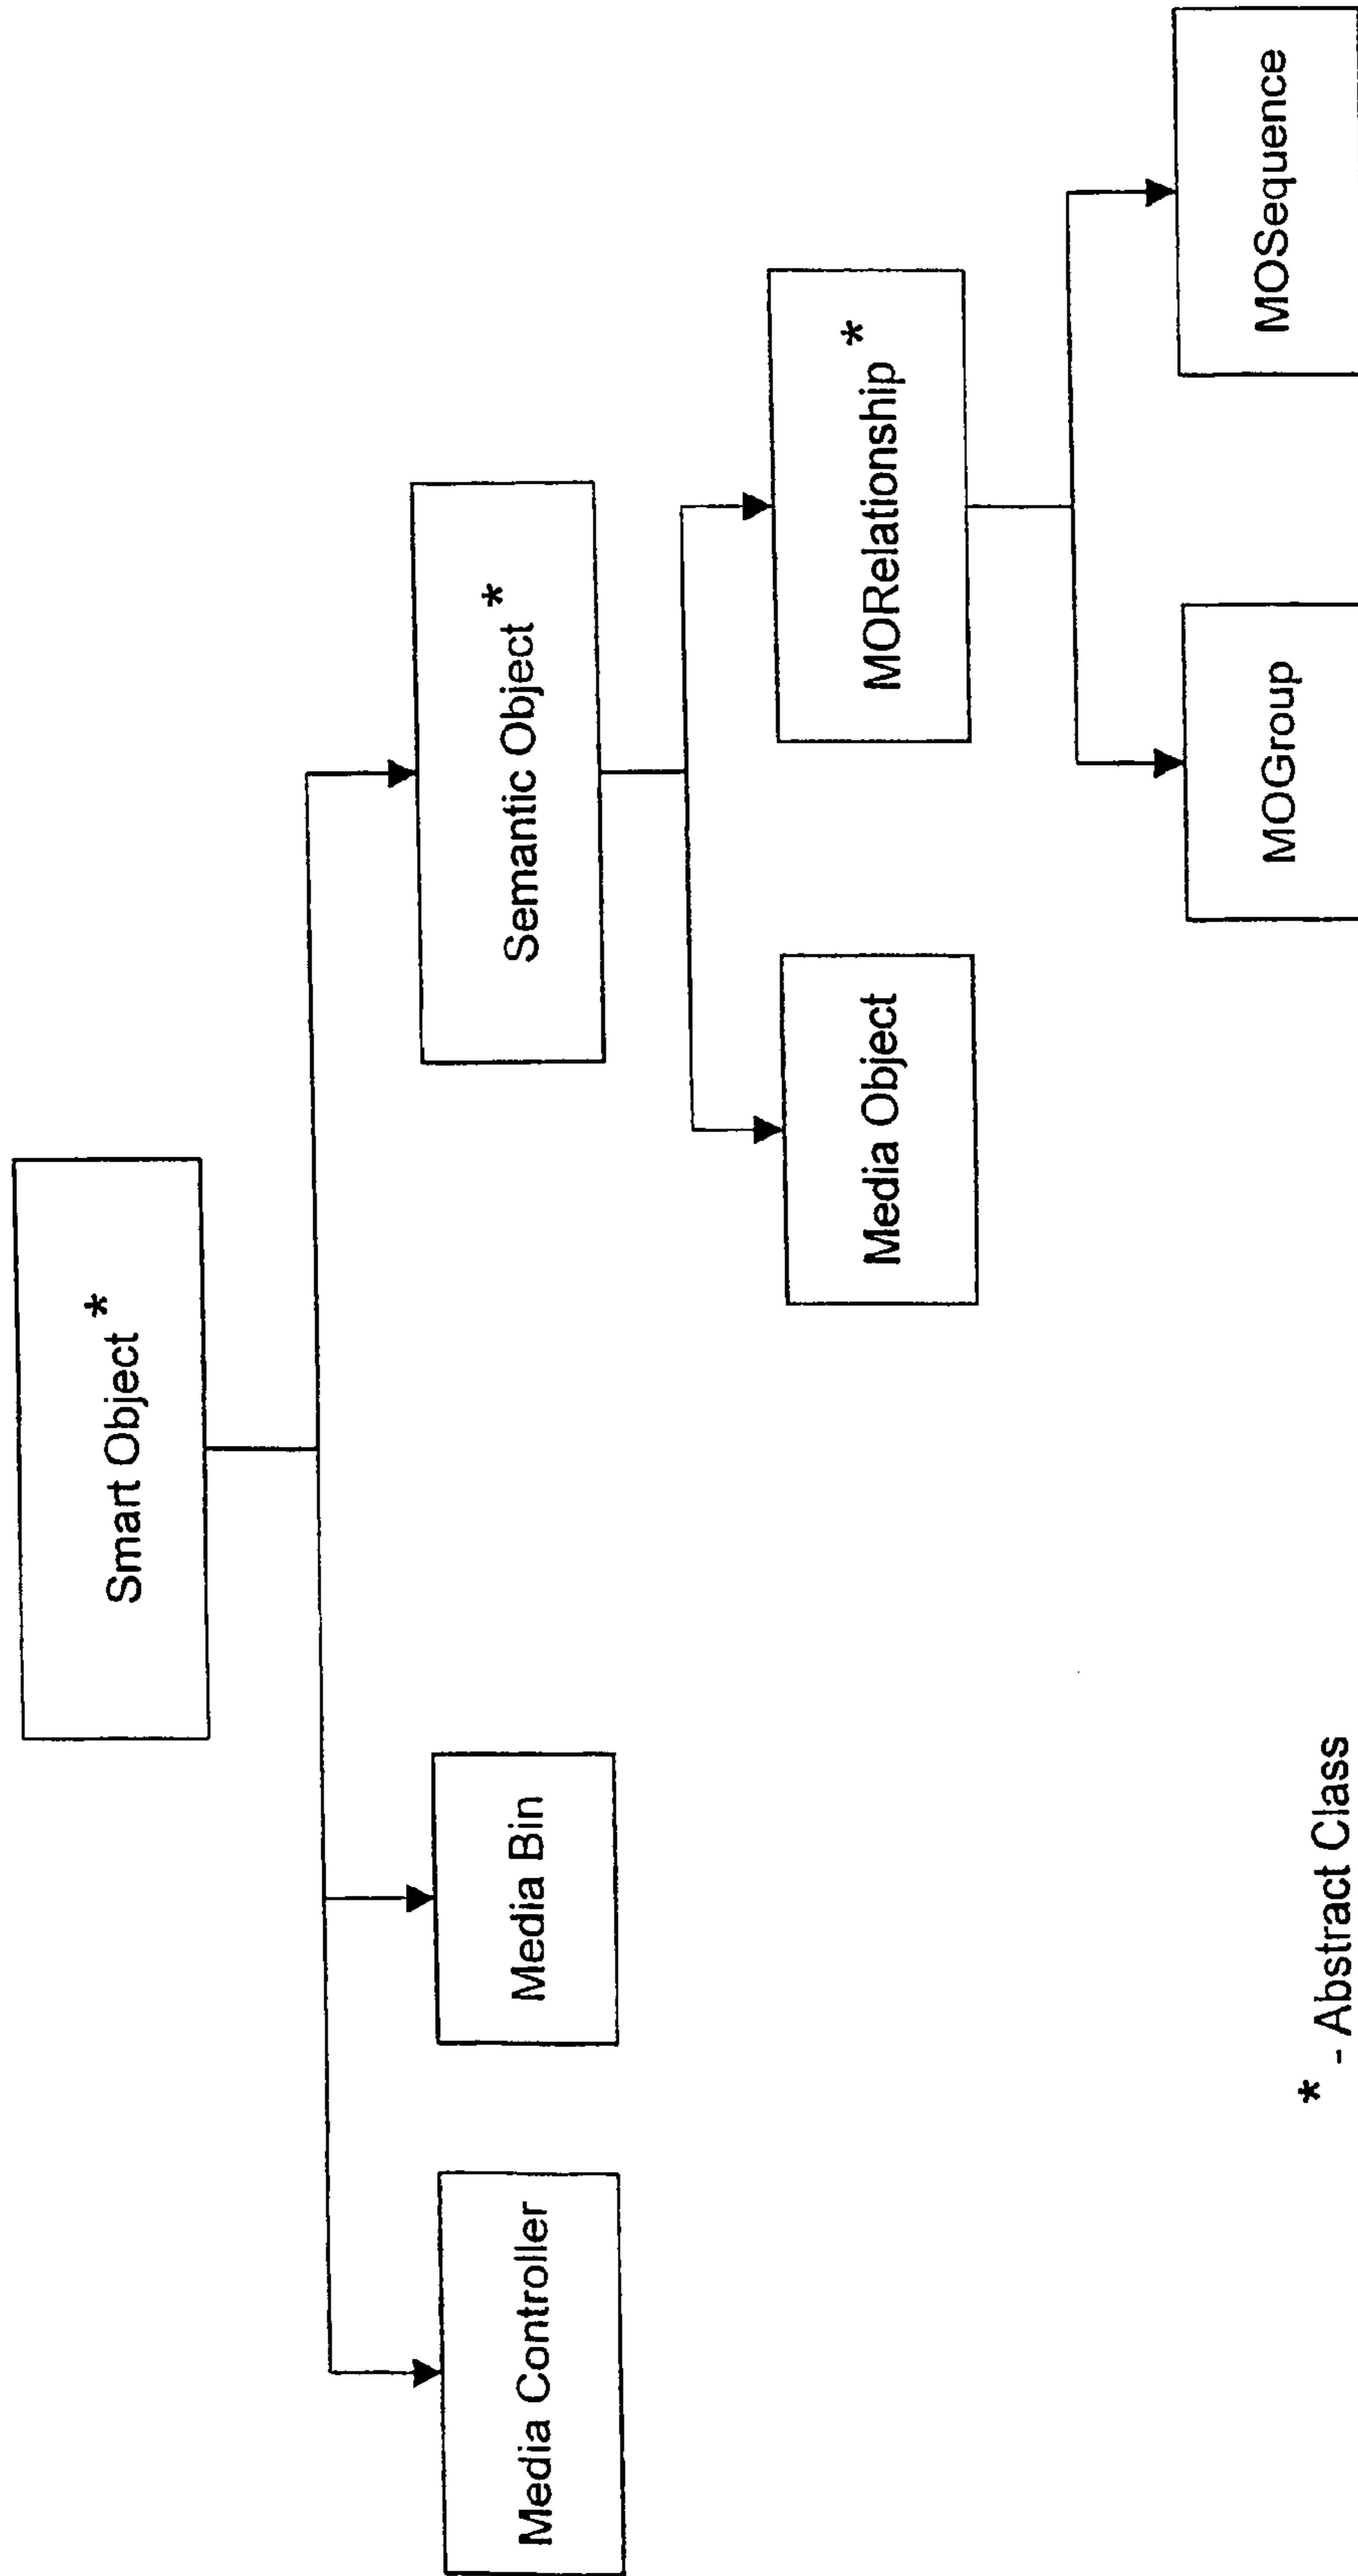 Smart Object *
Media Controller
Media Bin
Semantic Object *
Media Object
MORelationship *
MOGroup
MOSequence
* - Abstract Class